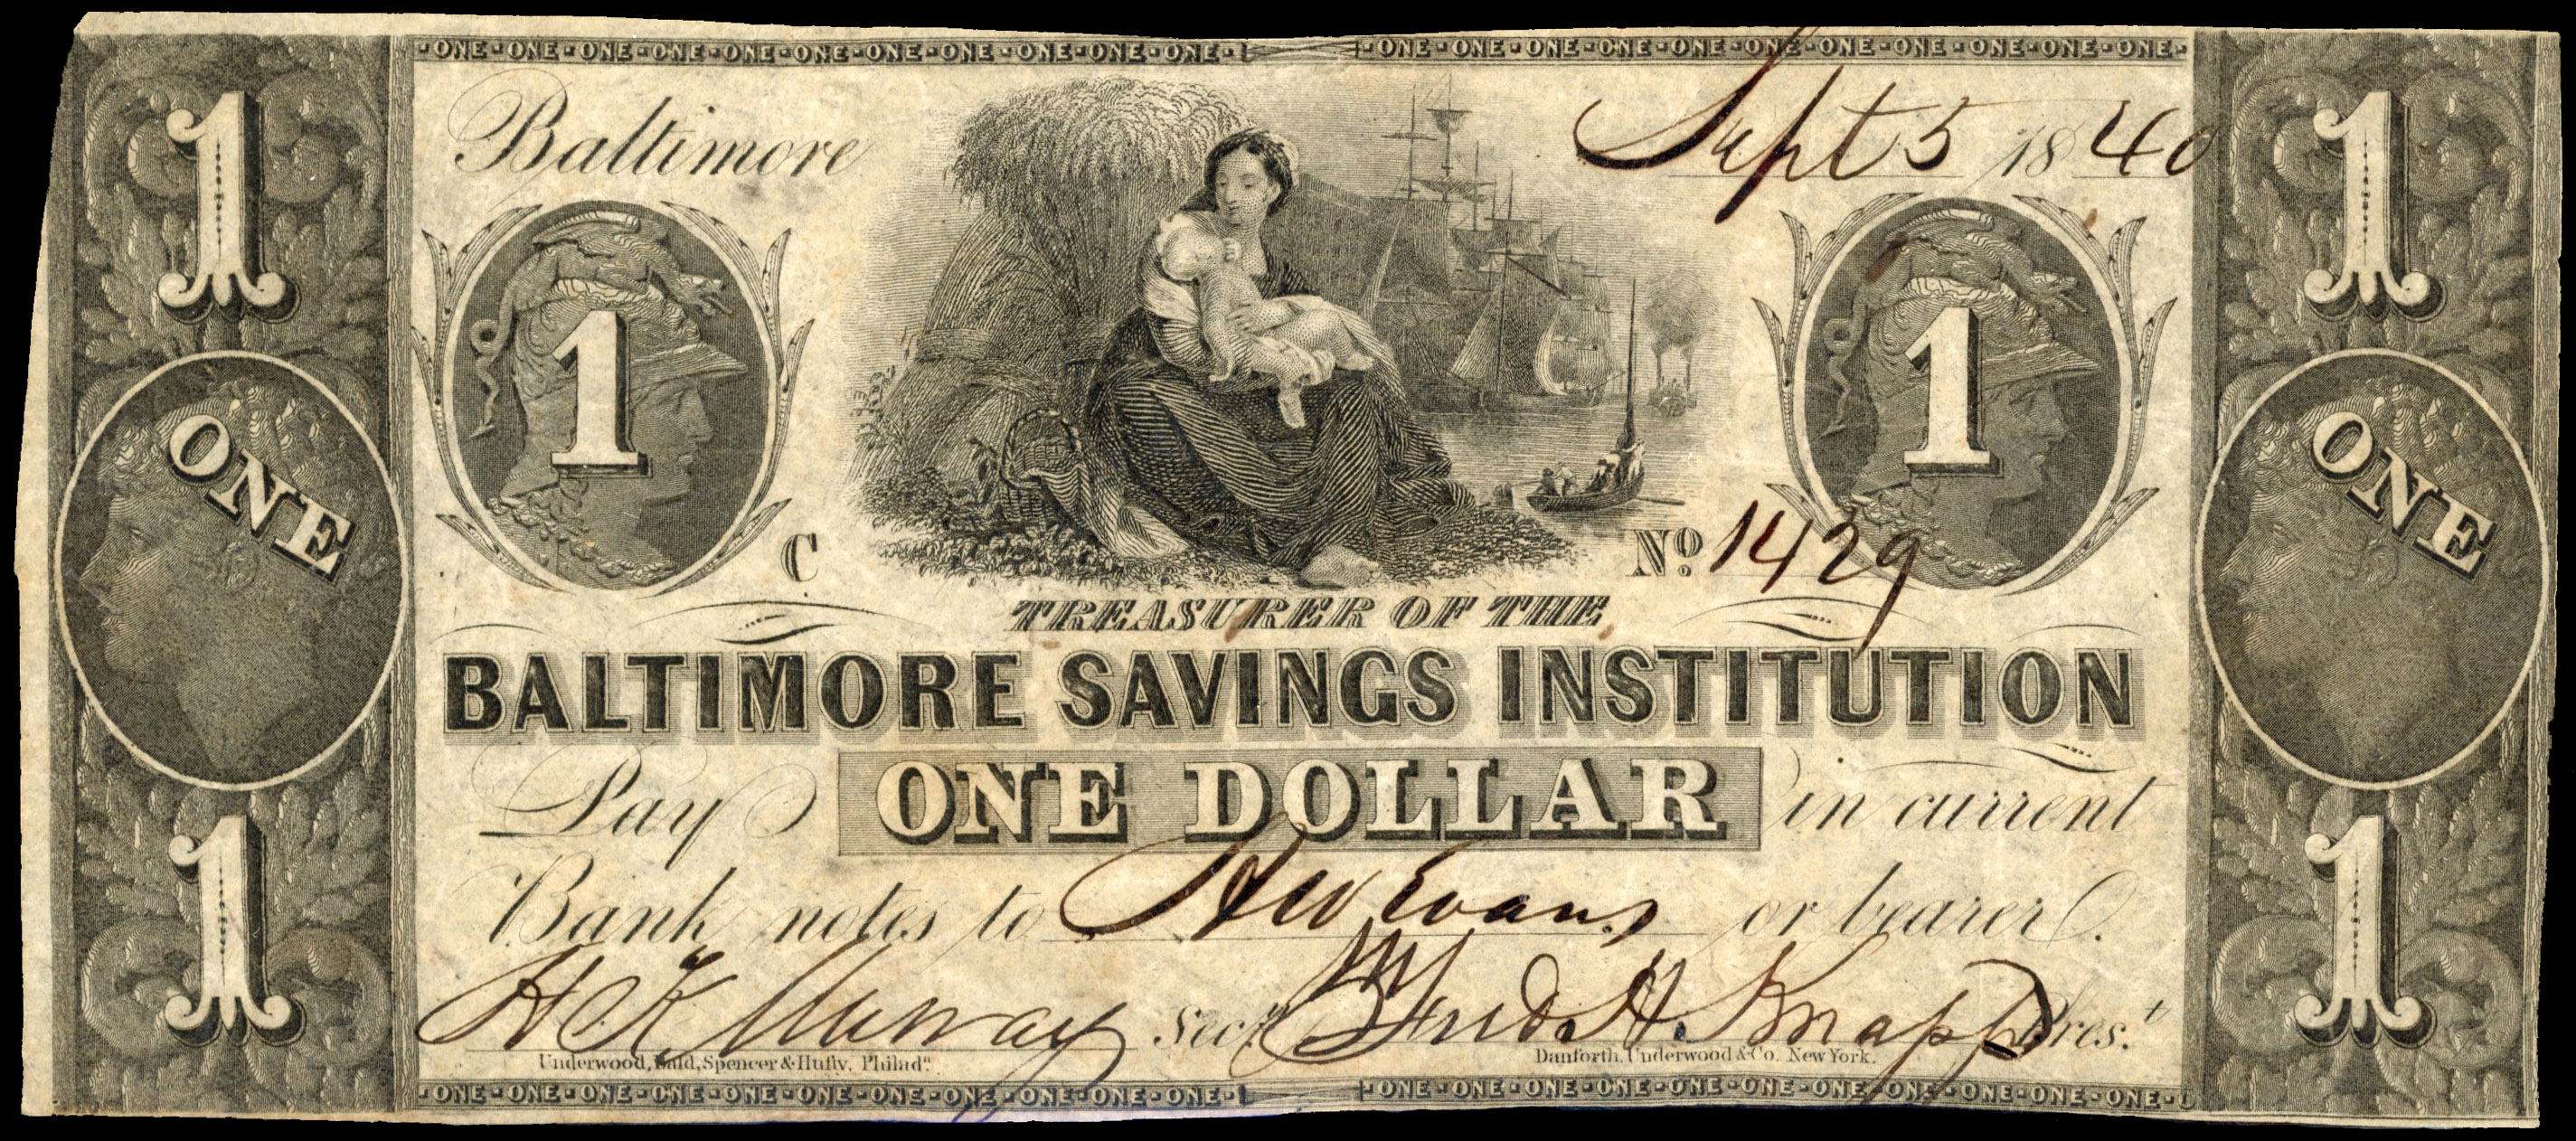 ·ONE·ONE·ONE·ONE·ONE·ONE·ONE·ONE·ONE·ONE·ONE· ·ONE·ONE·ONE·ONE·ONE·ONE·ONE·ONE·ONE·ONE·ONE·
1 1
Baltimore Sept 5 1840
1 1
ONE ONE
C No. 1429
TREASURER OF THE
BALTIMORE SAVINGS INSTITUTION
Pay ONE DOLLAR in current
1 1
Bank notes to Evans or bearer.
H Secy. H. Knapp Pres.t
Underwood, Bald, Spencer & Hufty, Philada. Danforth, Underwood & Co. New York.
·ONE·ONE·ONE·ONE·ONE·ONE·ONE·ONE·ONE·ONE·ONE· ·ONE·ONE·ONE·ONE·ONE·ONE·ONE·ONE·ONE·ONE·ONE·